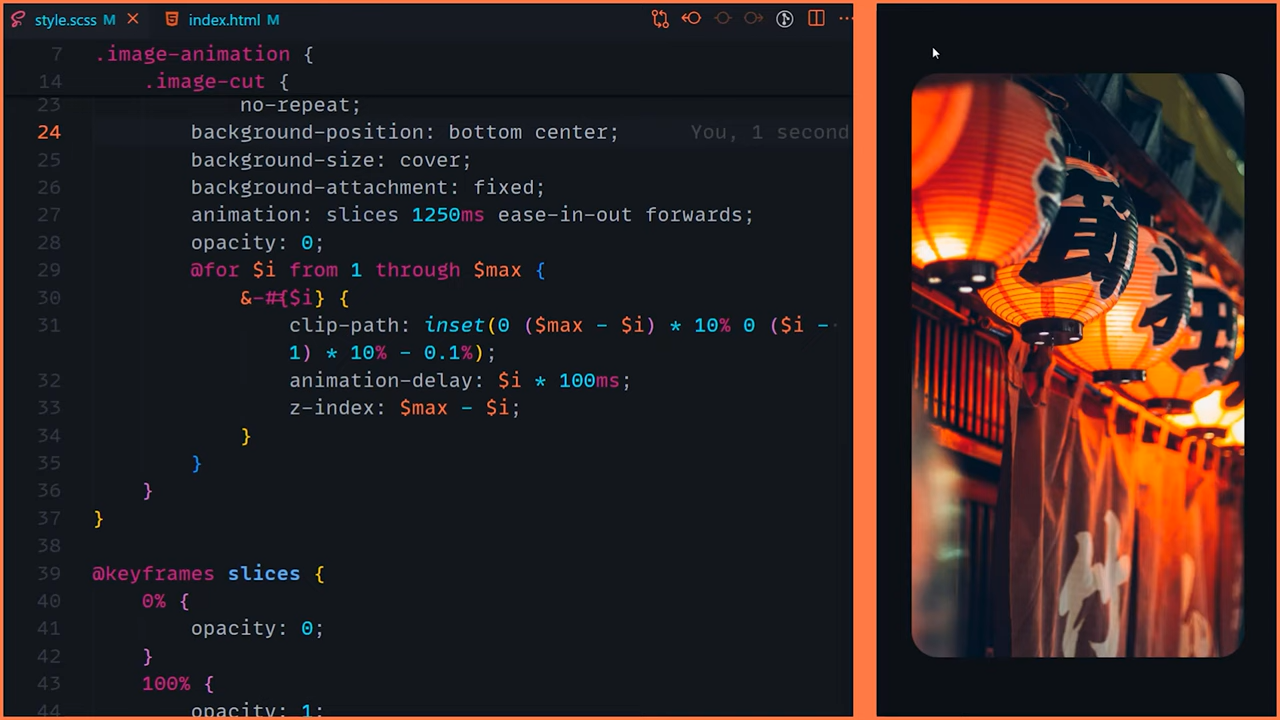 style.scss M
index.html M
7 .image-animation {
14 .image-cut {
23 no-repeat;
24 background-position: bottom center; You, 1 second
25 background-size: cover;
26 background-attachment: fixed;
27 animation: slices 1250ms ease-in-out forwards;
28 opacity: 0;
29 @for $i from 1 through $max {
30 &-#{$i} {
31 clip-path: inset(0 ($max - $i) * 10% 0 ($i -
1) * 10% - 0.1%);
32 animation-delay: $i * 100ms;
33 z-index: $max - $i;
34 }
35 }
36 }
37 }
38
39 @keyframes slices {
40 0% {
41 opacity: 0;
42 }
43 100% {
44 opacity: 1;